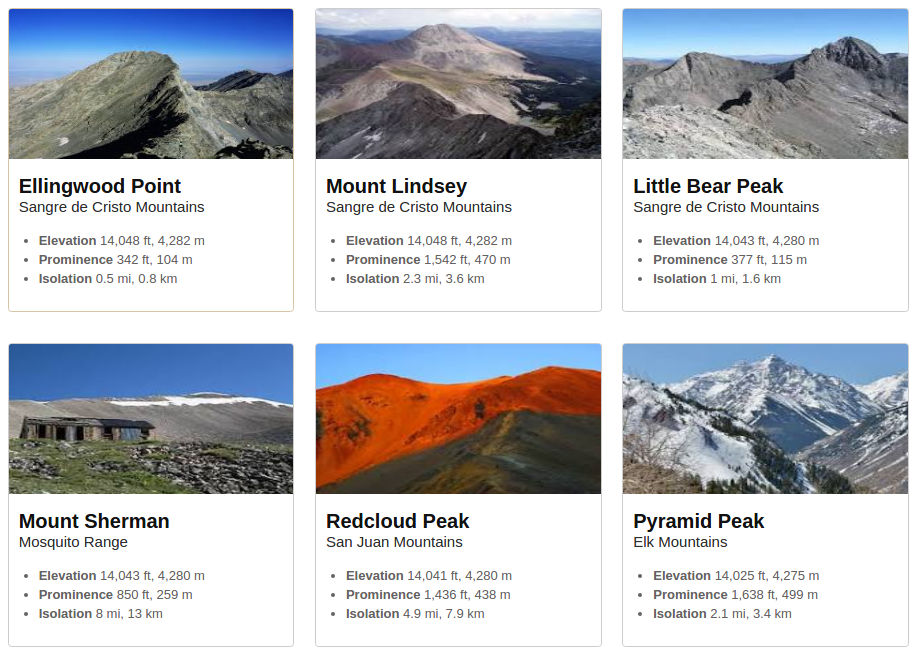 Ellingwood Point
Sangre de Cristo Mountains
Elevation 14,048 ft, 4,282 m
Prominence 342 ft, 104 m
Isolation 0.5 mi, 0.8 km
Mount Lindsey
Sangre de Cristo Mountains
Elevation 14,048 ft, 4,282 m
Prominence 1,542 ft, 470 m
Isolation 2.3 mi, 3.6 km
Little Bear Peak
Sangre de Cristo Mountains
Elevation 14,043 ft, 4,280 m
Prominence 377 ft, 115 m
Isolation 1 mi, 1.6 km
Mount Sherman
Mosquito Range
Elevation 14,043 ft, 4,280 m
Prominence 850 ft, 259 m
Isolation 8 mi, 13 km
Redcloud Peak
San Juan Mountains
Elevation 14,041 ft, 4,280 m
Prominence 1,436 ft, 438 m
Isolation 4.9 mi, 7.9 km
Pyramid Peak
Elk Mountains
Elevation 14,025 ft, 4,275 m
Prominence 1,638 ft, 499 m
Isolation 2.1 mi, 3.4 km